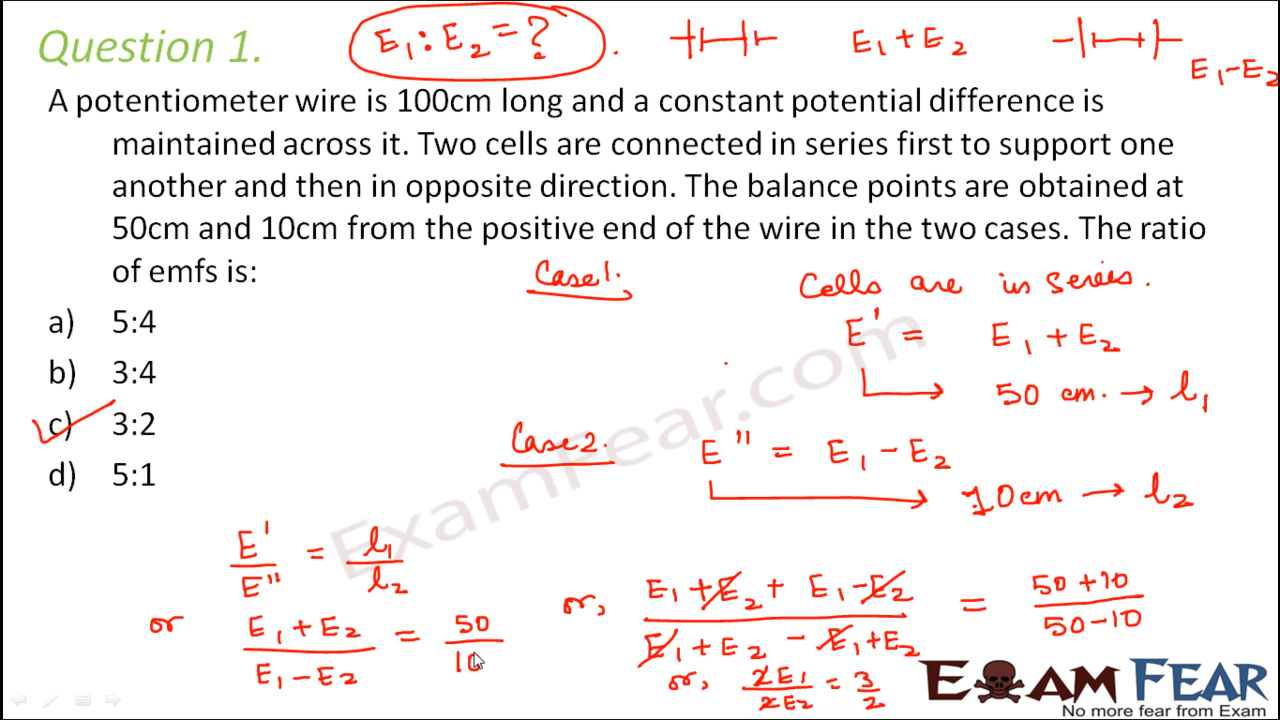 Question 1.
E₁ : E₂ = ?
E₁ + E₂
E₁ – E₂
A potentiometer wire is 100cm long and a constant potential difference is
maintained across it. Two cells are connected in series first to support one
another and then in opposite direction. The balance points are obtained at
50cm and 10cm from the positive end of the wire in the two cases. The ratio
of emfs is:
a) 5:4
b) 3:4
c) 3:2
d) 5:1
Case 1.
Cells are in series.
E' = E₁ + E₂
50 cm. → l₁
Case 2.
E'' = E₁ – E₂
10cm → l₂
E'/E'' = l₁/l₂
or (E₁ + E₂)/(E₁ – E₂) = 50/10
or, (E₁ + E₂ + E₁ – E₂)/(E₁ + E₂ – E₁ + E₂) = (50 + 10)/(50 – 10)
or, 2E₁/2E₂ = 3/2
ExamFear.com
EXAM FEAR
No more fear from Exam